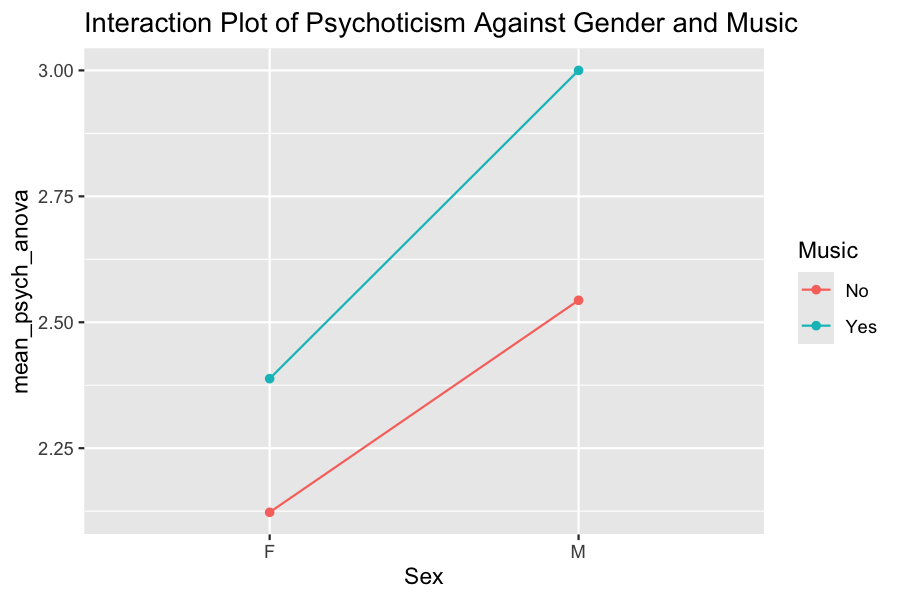 Interaction Plot of Psychoticism Against Gender and Music
mean_psych_anova
3.00
2.75
2.50
2.25
F
M
Sex
Music
No
Yes